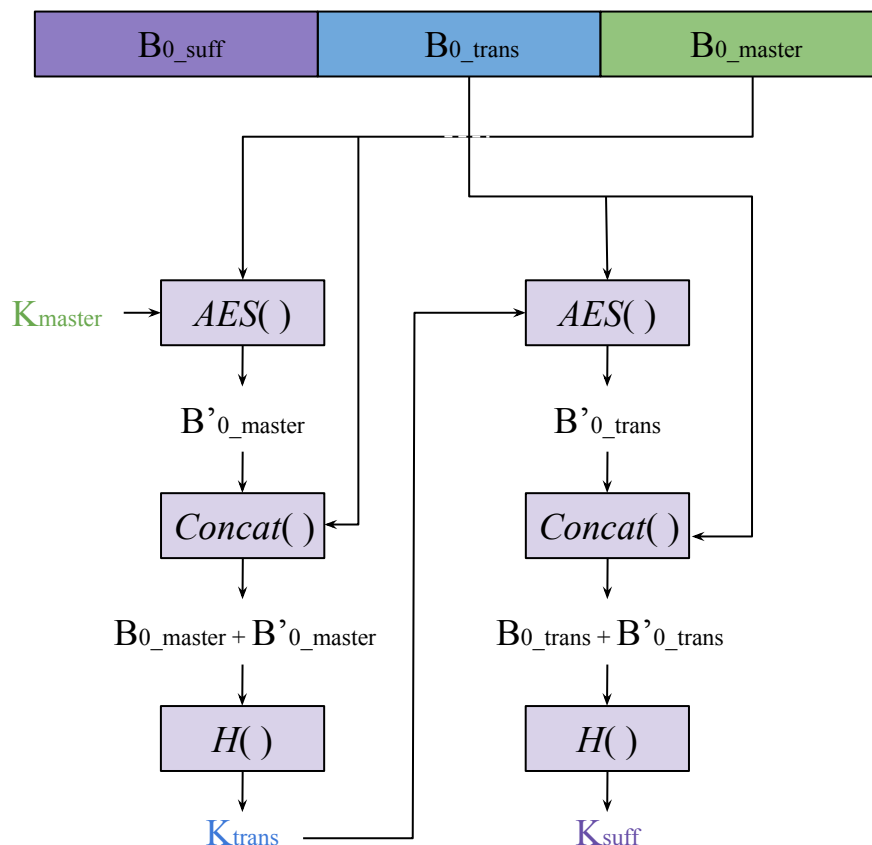 B0_suff B0_trans B0_master
Kmaster AES( ) AES( )
B’0_master B’0_trans
Concat( ) Concat( )
B0_master + B’0_master B0_trans + B’0_trans
H( ) H( )
Ktrans Ksuff